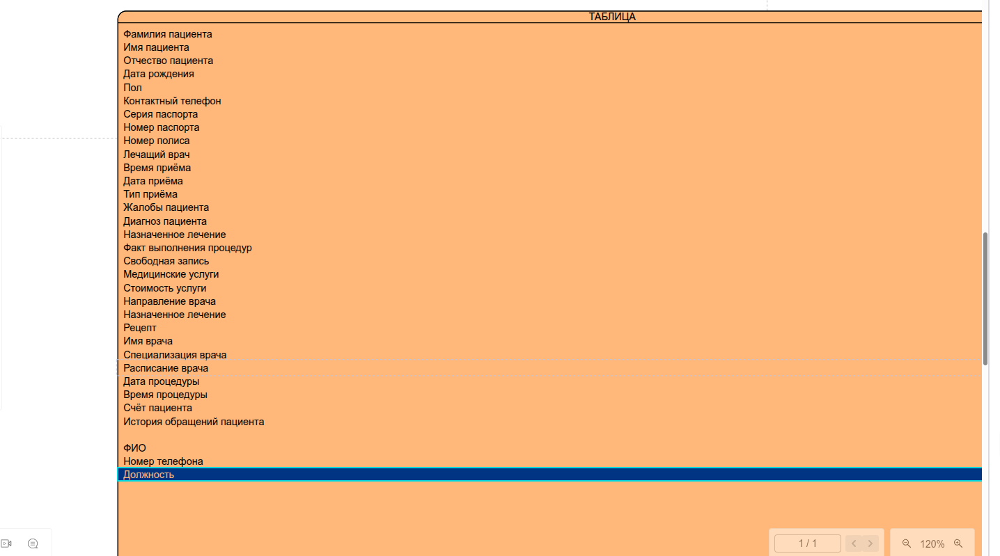 ТАБЛИЦА
Фамилия пациента
Имя пациента
Отчество пациента
Дата рождения
Пол
Контактный телефон
Серия паспорта
Номер паспорта
Номер полиса
Лечащий врач
Время приёма
Дата приёма
Тип приёма
Жалобы пациента
Диагноз пациента
Назначенное лечение
Факт выполнения процедур
Свободная запись
Медицинские услуги
Стоимость услуги
Направление врача
Назначенное лечение
Рецепт
Имя врача
Специализация врача
Расписание врача
Дата процедуры
Время процедуры
Счёт пациента
История обращений пациента
ФИО
Номер телефона
Должность
1 / 1
120%